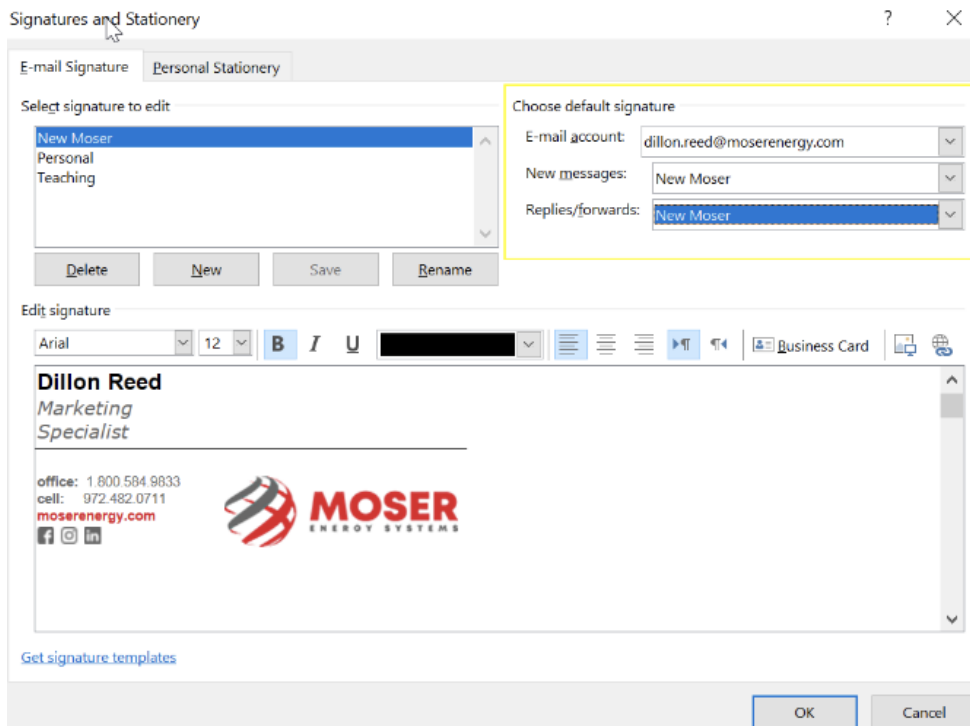 Signatures and Stationery ?
E-mail Signature Personal Stationery
Select signature to edit
New Moser
Personal
Teaching
Delete New Save Rename
Choose default signature
E-mail account: dillon.reed@moserenergy.com
New messages: New Moser
Replies/forwards: New Moser
Edit signature
Arial 12 B I U Business Card
Dillon Reed
Marketing
Specialist
office: 1.800.584.9833
cell: 972.482.0711
moserenergy.com
MOSER
ENERGY SYSTEMS
Get signature templates
OK Cancel